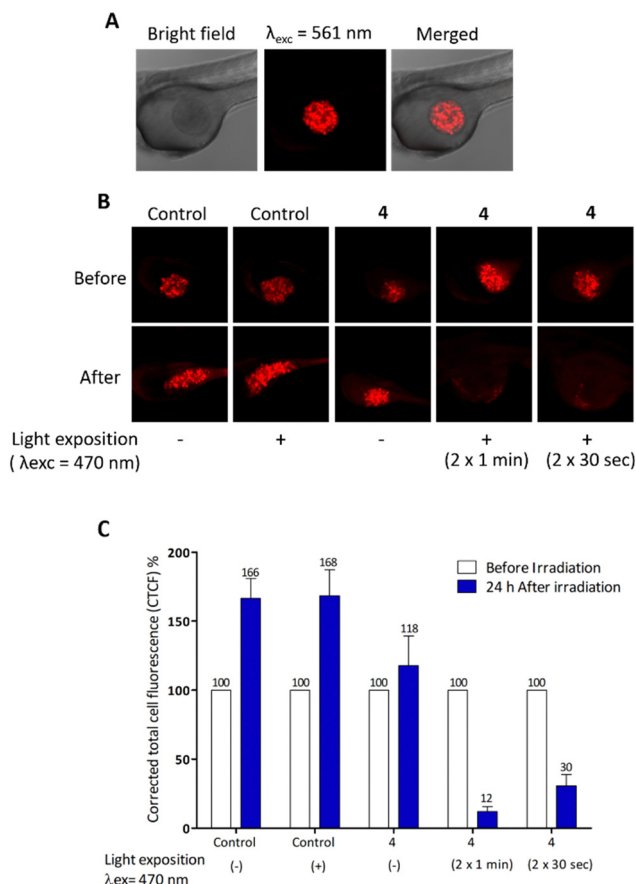 A
Bright field λexc = 561 nm Merged
B
Control Control 4 4 4
Before
After
Light exposition - + - + +
( λexc = 470 nm) (2 x 1 min) (2 x 30 sec)
C
Corrected total cell fluorescence (CTCF) %
Before Irradiation
24 h After irradiation
200
150
100
50
0
100 166 100 168 100 118 100 12 100 30
Control Control 4 4 4
Light exposition (-) (+) (-) (2 x 1 min) (2 x 30 sec)
λex= 470 nm